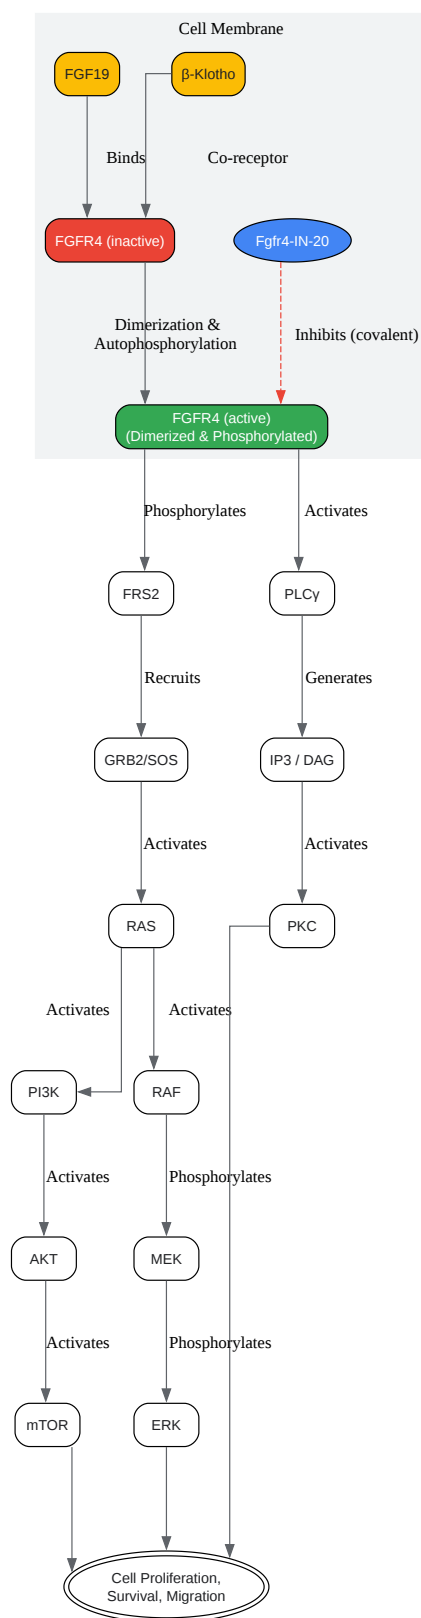 Cell Membrane
FGF19
β-Klotho
Binds
Co-receptor
FGFR4 (inactive)
Fgfr4-IN-20
Dimerization &
Autophosphorylation
Inhibits (covalent)
FGFR4 (active)
(Dimerized & Phosphorylated)
Phosphorylates
Activates
FRS2
PLCγ
Recruits
Generates
GRB2/SOS
IP3 / DAG
Activates
Activates
RAS
PKC
Activates
Activates
PI3K
RAF
Activates
Phosphorylates
AKT
MEK
Activates
Phosphorylates
mTOR
ERK
Cell Proliferation,
Survival, Migration